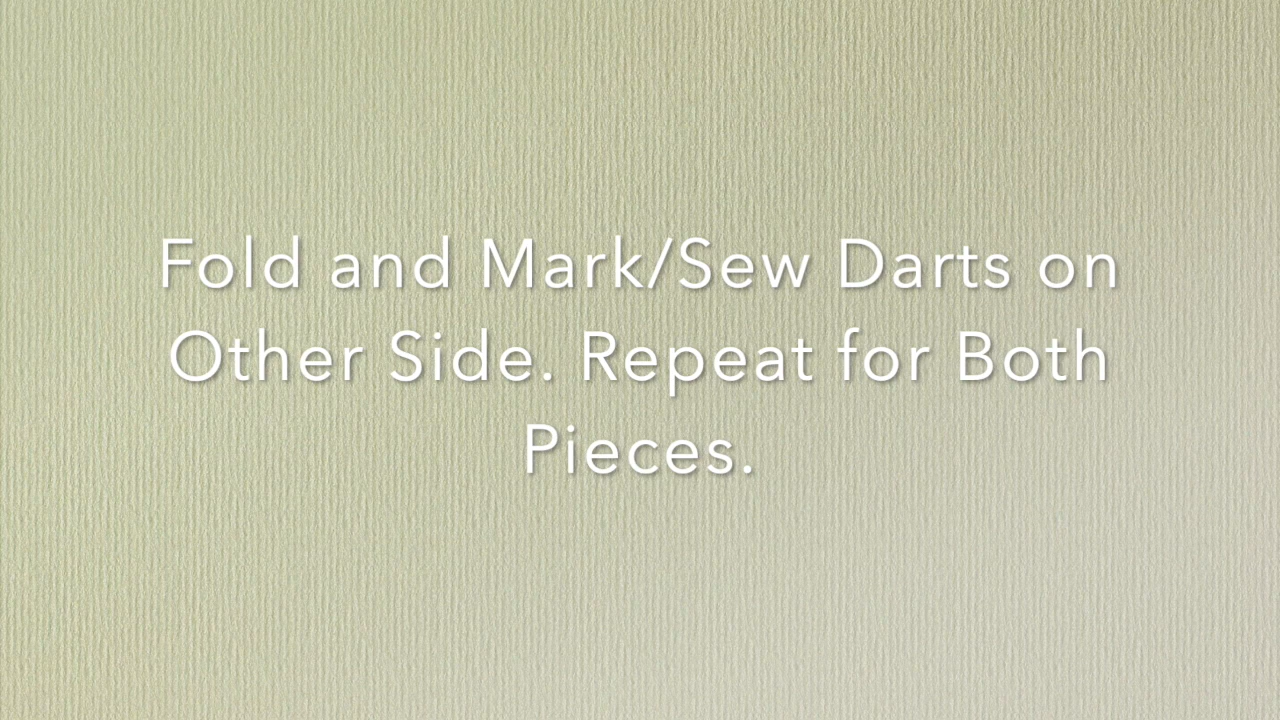 Fold and Mark/Sew Darts on
Other Side. Repeat for Both
Pieces.